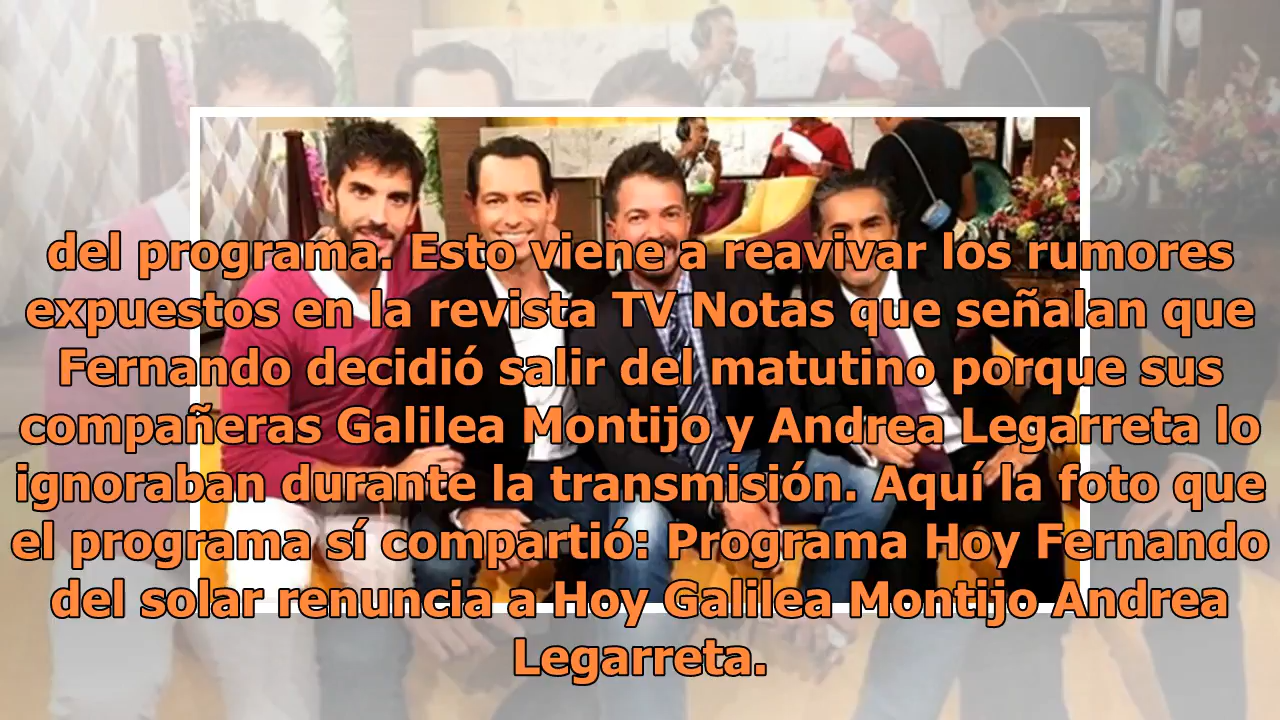 del programa. Esto viene a reavivar los rumores
expuestos en la revista TV Notas que señalan que
Fernando decidió salir del matutino porque sus
compañeras Galilea Montijo y Andrea Legarreta lo
ignoraban durante la transmisión. Aquí la foto que
el programa sí compartió: Programa Hoy Fernando
del solar renuncia a Hoy Galilea Montijo Andrea
Legarreta.